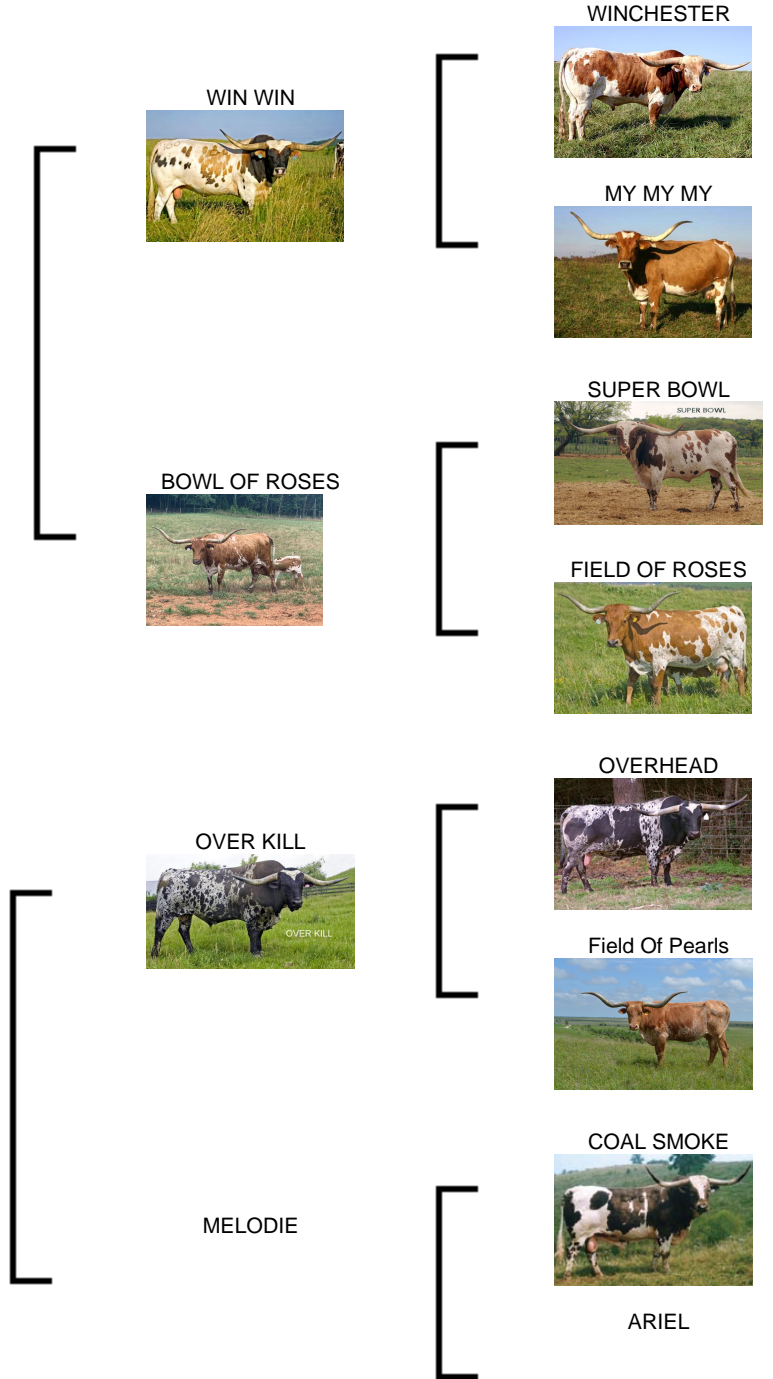 WINCHESTER
WIN WIN
MY MY MY
SUPER BOWL
SUPER BOWL
BOWL OF ROSES
FIELD OF ROSES
OVERHEAD
OVER KILL
OVER KILL
Field Of Pearls
COAL SMOKE
MELODIE
ARIEL